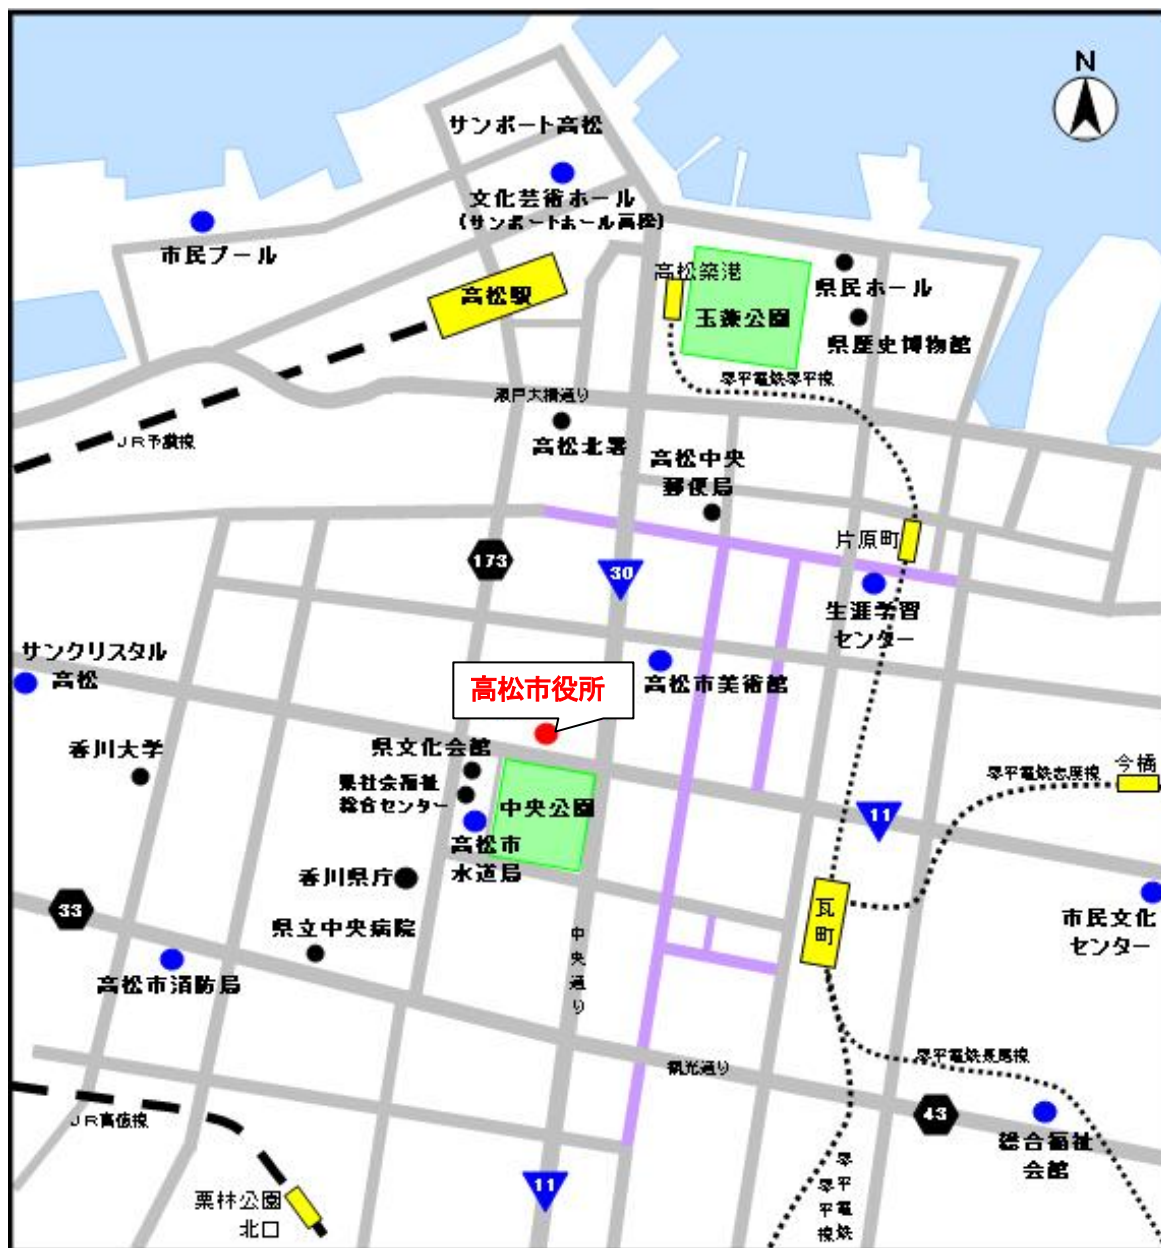 N
サンポート高松
文化芸術ホール
(サンポートホール高松)
市民プール
高松駅
高松築港
玉藻公園
県民ホール
県歴史博物館
琴平電鉄琴平線
瀬戸大橋通り
JR予讃線
高松北署
高松中央
郵便局
片原町
173
30
生涯学習
センター
サンクリスタル
高松
高松市役所
高松市美術館
香川大学
県文化会館
県社会福祉
総合センター
中央公園
高松市
水道局
琴平電鉄志度線
今橋
11
香川県庁
33
県立中央病院
瓦町
市民文化
センター
高松市消防局
中央通り
観光通り
琴平電鉄長尾線
JR高徳線
43
総合福祉
会館
栗林公園
北口
11
琴平電鉄
琴平線